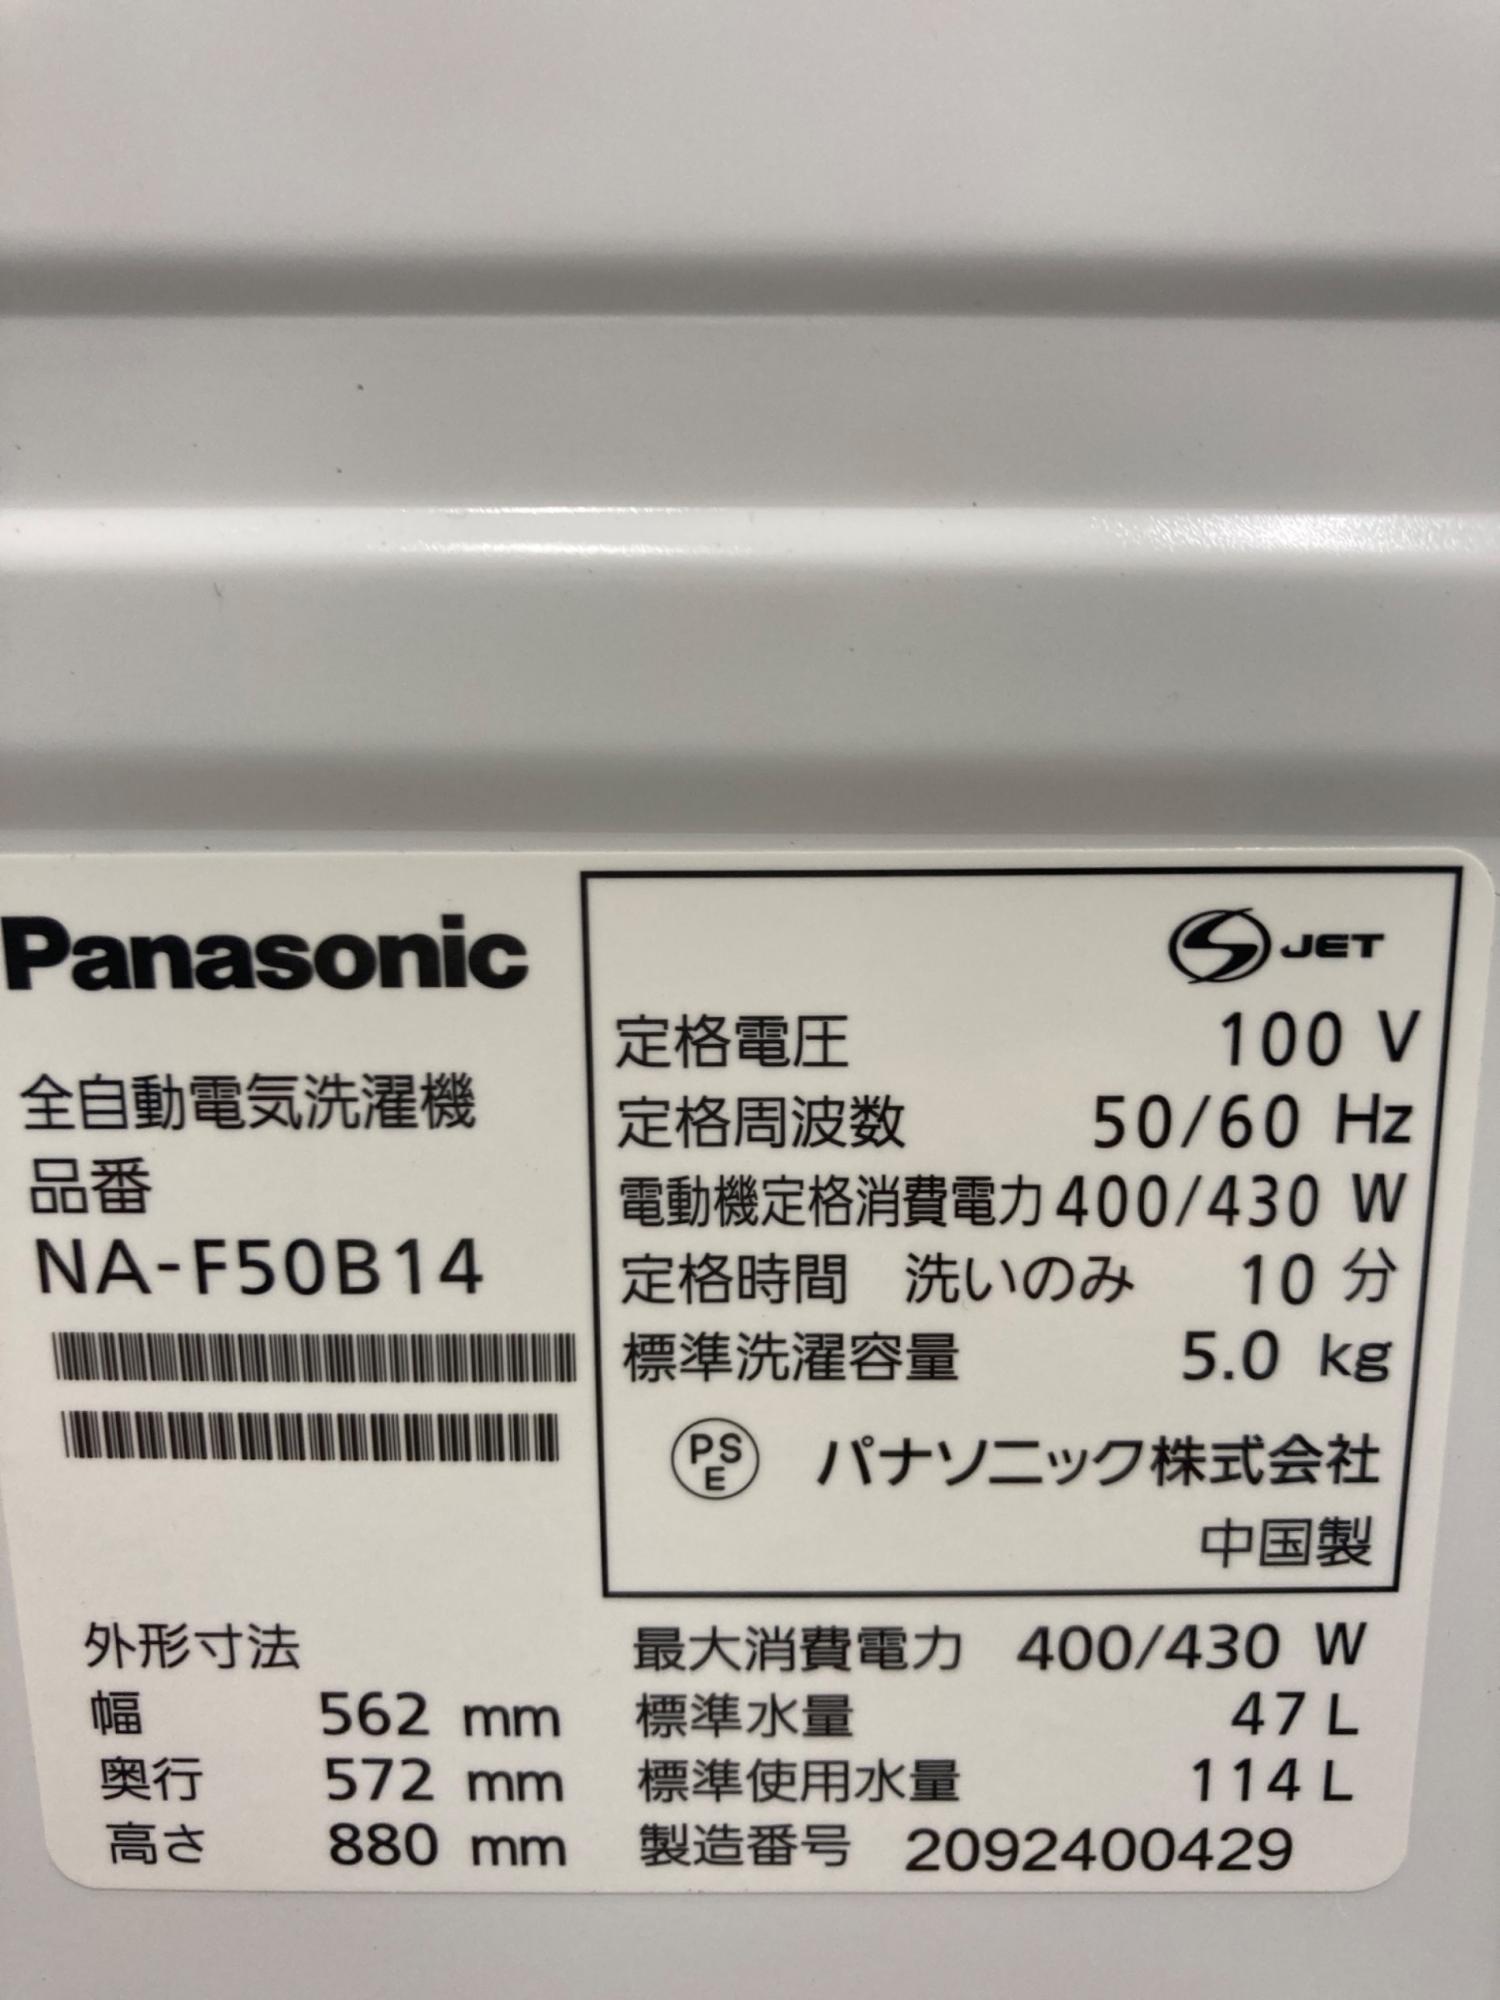 Panasonic
全自動電気洗濯機
品番
NA-F50B14
JET
定格電圧 100 V
定格周波数 50/60 Hz
電動機定格消費電力 400/430 W
定格時間 洗いのみ 10 分
標準洗濯容量 5.0 kg
PSE パナソニック株式会社
中国製
外形寸法
幅 562 mm
奥行 572 mm
高さ 880 mm
最大消費電力 400/430 W
標準水量 47 L
標準使用水量 114 L
製造番号 2092400429